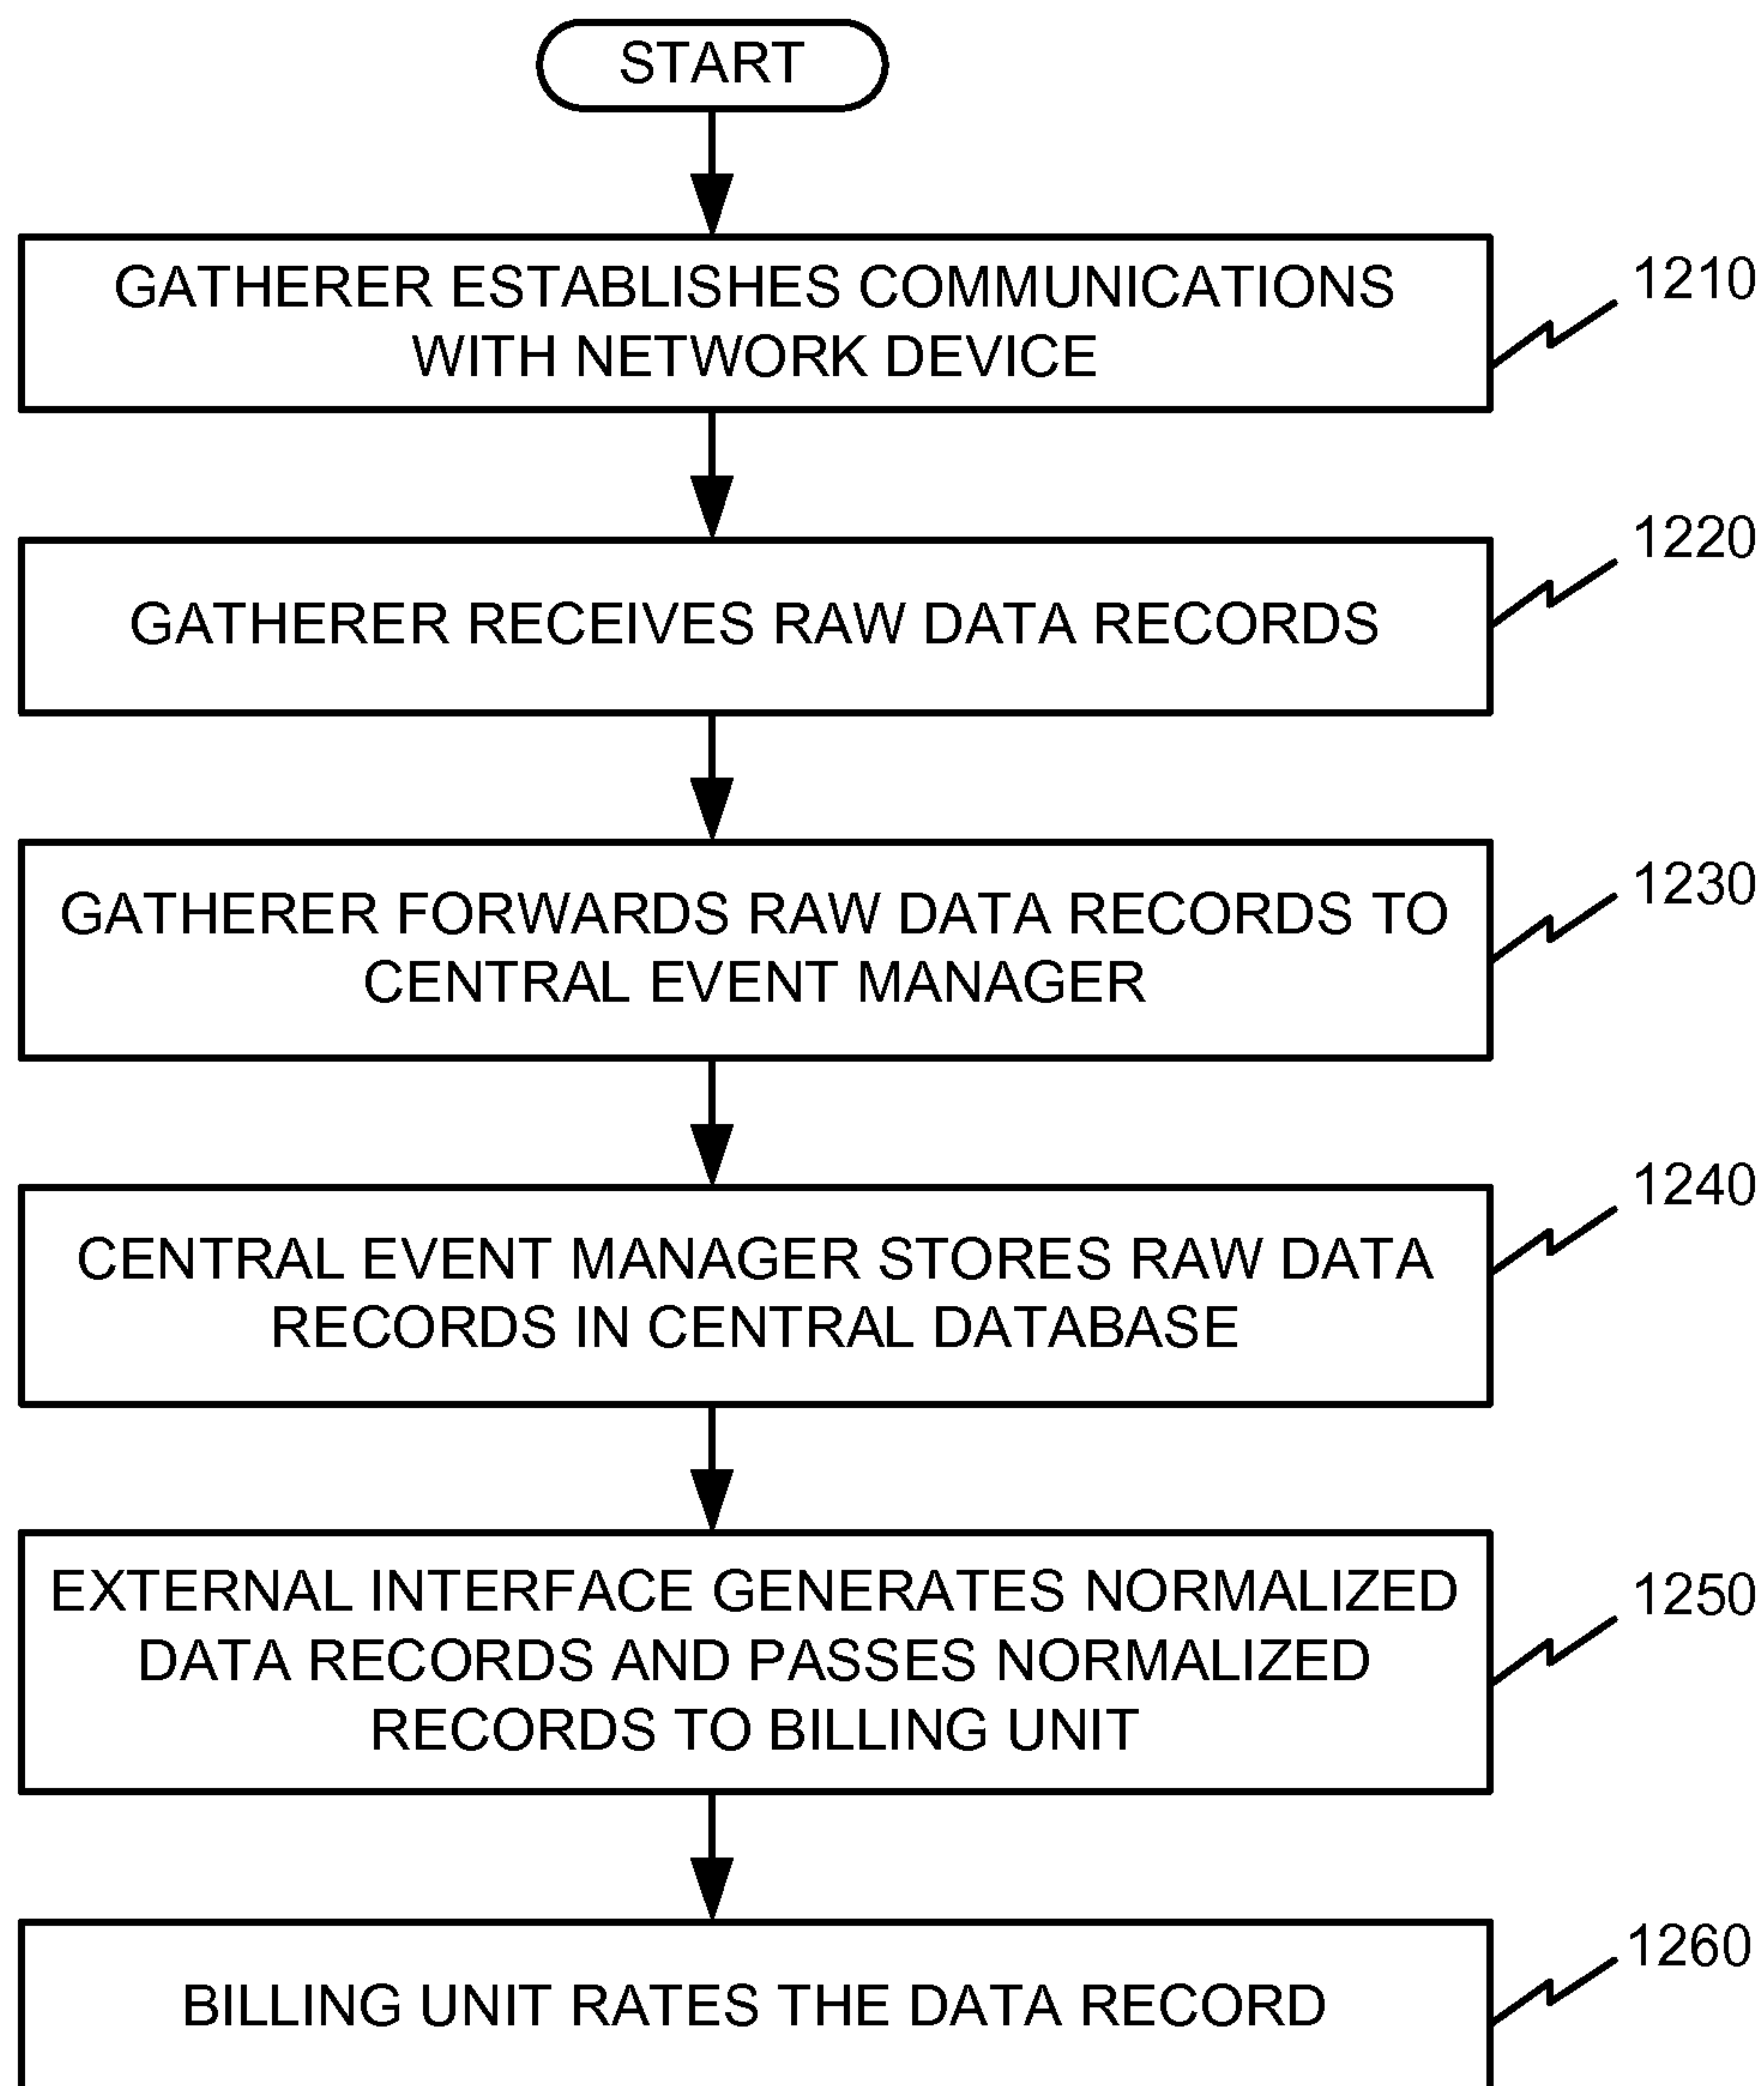 START
GATHERER ESTABLISHES COMMUNICATIONS
WITH NETWORK DEVICE
1210
GATHERER RECEIVES RAW DATA RECORDS
1220
GATHERER FORWARDS RAW DATA RECORDS TO
CENTRAL EVENT MANAGER
1230
CENTRAL EVENT MANAGER STORES RAW DATA
RECORDS IN CENTRAL DATABASE
1240
EXTERNAL INTERFACE GENERATES NORMALIZED
DATA RECORDS AND PASSES NORMALIZED
RECORDS TO BILLING UNIT
1250
BILLING UNIT RATES THE DATA RECORD
1260